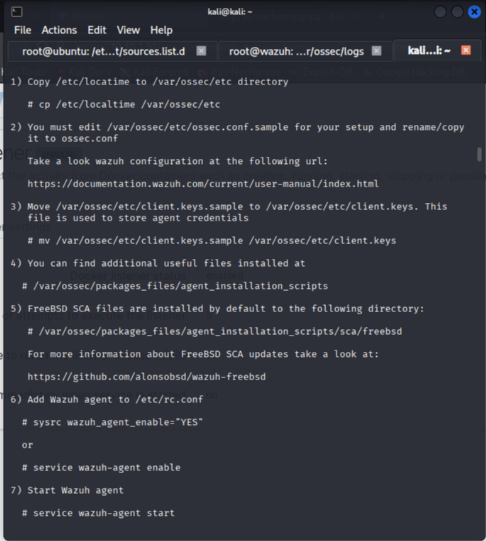 kali@kali: ~
File Actions Edit View Help
root@ubuntu: /et...t/sources.list.d
root@wazuh: ...r/ossec/logs
kali...i: ~
1) Copy /etc/locatime to /var/ossec/etc directory
# cp /etc/localtime /var/ossec/etc
2) You must edit /var/ossec/etc/ossec.conf.sample for your setup and rename/copy
it to ossec.conf
Take a look wazuh configuration at the following url:
https://documentation.wazuh.com/current/user-manual/index.html
3) Move /var/ossec/etc/client.keys.sample to /var/ossec/etc/client.keys. This
file is used to store agent credentials
# mv /var/ossec/etc/client.keys.sample /var/ossec/etc/client.keys
4) You can find additional useful files installed at
# /var/ossec/packages_files/agent_installation_scripts
5) FreeBSD SCA files are installed by default to the following directory:
# /var/ossec/packages_files/agent_installation_scripts/sca/freebsd
For more information about FreeBSD SCA updates take a look at:
https://github.com/alonsobsd/wazuh-freebsd
6) Add Wazuh agent to /etc/rc.conf
# sysrc wazuh_agent_enable="YES"
or
# service wazuh-agent enable
7) Start Wazuh agent
# service wazuh-agent start